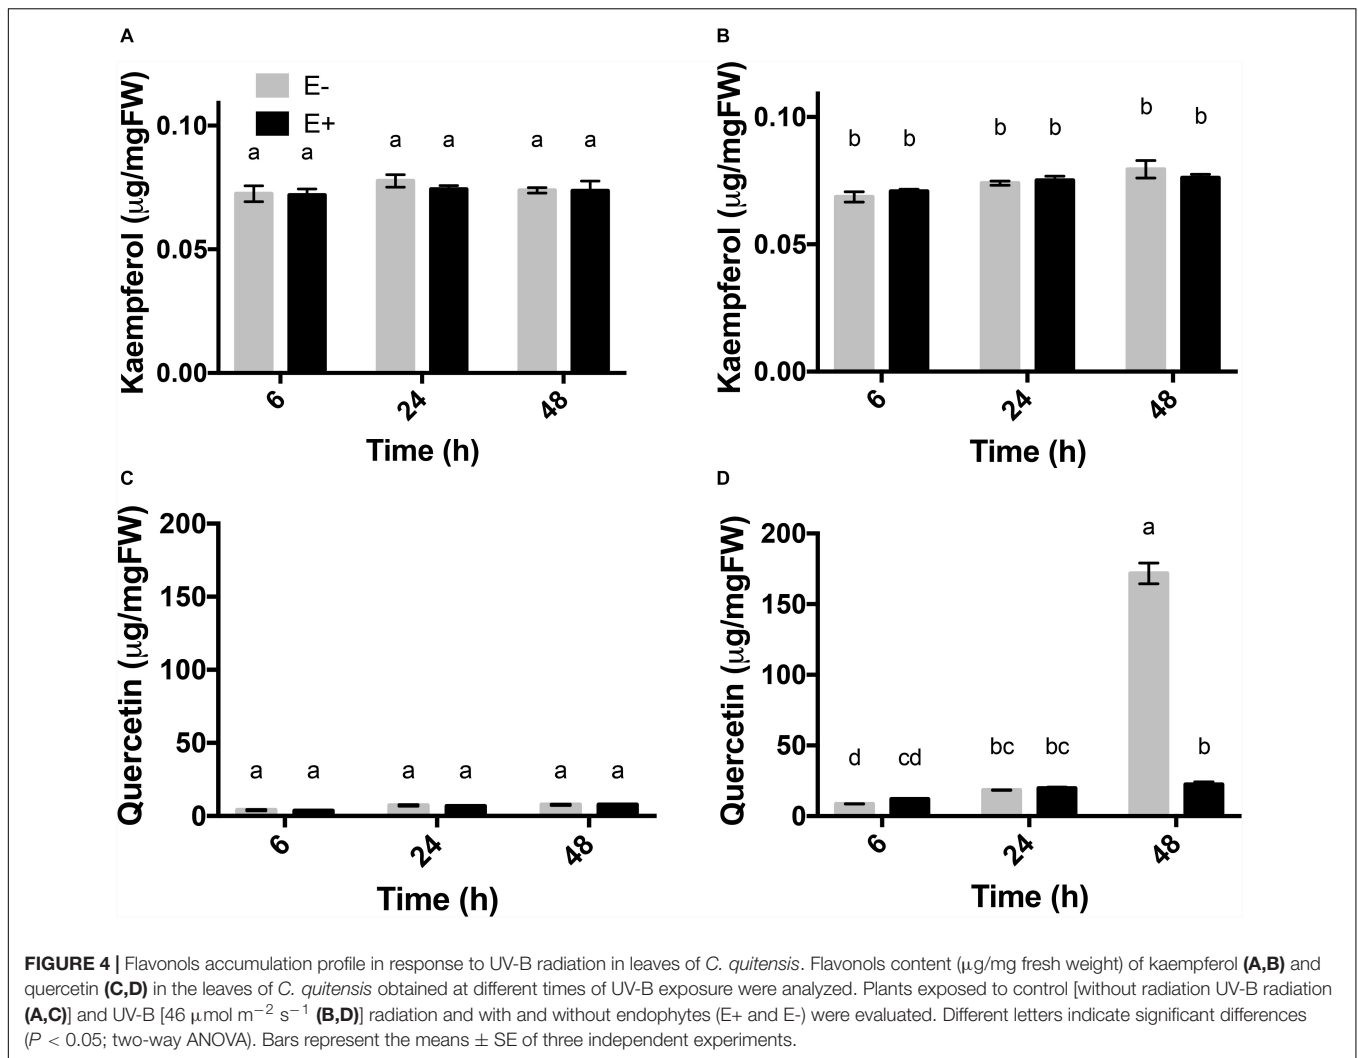 A
E-
E+
Kaempferol (μg/mgFW)
0.10
0.05
0.00
a a a a a a
6 24 48
Time (h)
B
Kaempferol (μg/mgFW)
0.10
0.05
0.00
b b b b b b
6 24 48
Time (h)
C
Quercetin (μg/mgFW)
200
150
100
50
0
a a a a a a
6 24 48
Time (h)
D
Quercetin (μg/mgFW)
200
150
100
50
0
d cd bc bc a b
6 24 48
Time (h)
FIGURE 4 | Flavonols accumulation profile in response to UV-B radiation in leaves of C. quitensis. Flavonols content (μg/mg fresh weight) of kaempferol (A,B) and
quercetin (C,D) in the leaves of C. quitensis obtained at different times of UV-B exposure were analyzed. Plants exposed to control [without radiation UV-B radiation
(A,C)] and UV-B [46 μmol m−2 s−1 (B,D)] radiation and with and without endophytes (E+ and E-) were evaluated. Different letters indicate significant differences
(P < 0.05; two-way ANOVA). Bars represent the means ± SE of three independent experiments.